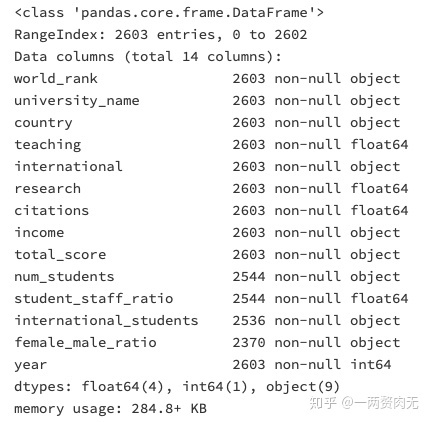 <class 'pandas.core.frame.DataFrame'>
RangeIndex: 2603 entries, 0 to 2602
Data columns (total 14 columns):
world_rank                2603 non-null object
university_name           2603 non-null object
country                   2603 non-null object
teaching                  2603 non-null float64
international             2603 non-null object
research                  2603 non-null float64
citations                 2603 non-null float64
income                    2603 non-null object
total_score               2603 non-null object
num_students              2544 non-null object
student_staff_ratio       2544 non-null float64
international_students    2536 non-null object
female_male_ratio         2370 non-null object
year                      2603 non-null int64
dtypes: float64(4), int64(1), object(9)
memory usage: 284.8+ KB
知乎 @一两赘肉无